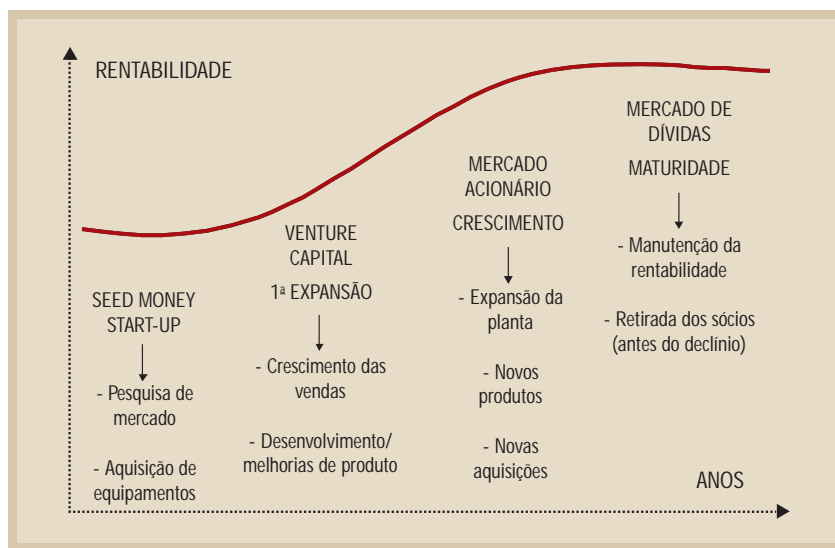 RENTABILIDADE
SEED MONEY
START-UP
- Pesquisa de
mercado
- Aquisição de
equipamentos
VENTURE
CAPITAL
1ª EXPANSÃO
- Crescimento das
vendas
- Desenvolvimento/
melhorias de produto
MERCADO
ACIONÁRIO
CRESCIMENTO
- Expansão da
planta
- Novos
produtos
- Novas
aquisições
MERCADO DE
DÍVIDAS
MATURIDADE
- Manutenção da
rentabilidade
- Retirada dos sócios
(antes do declínio)
ANOS